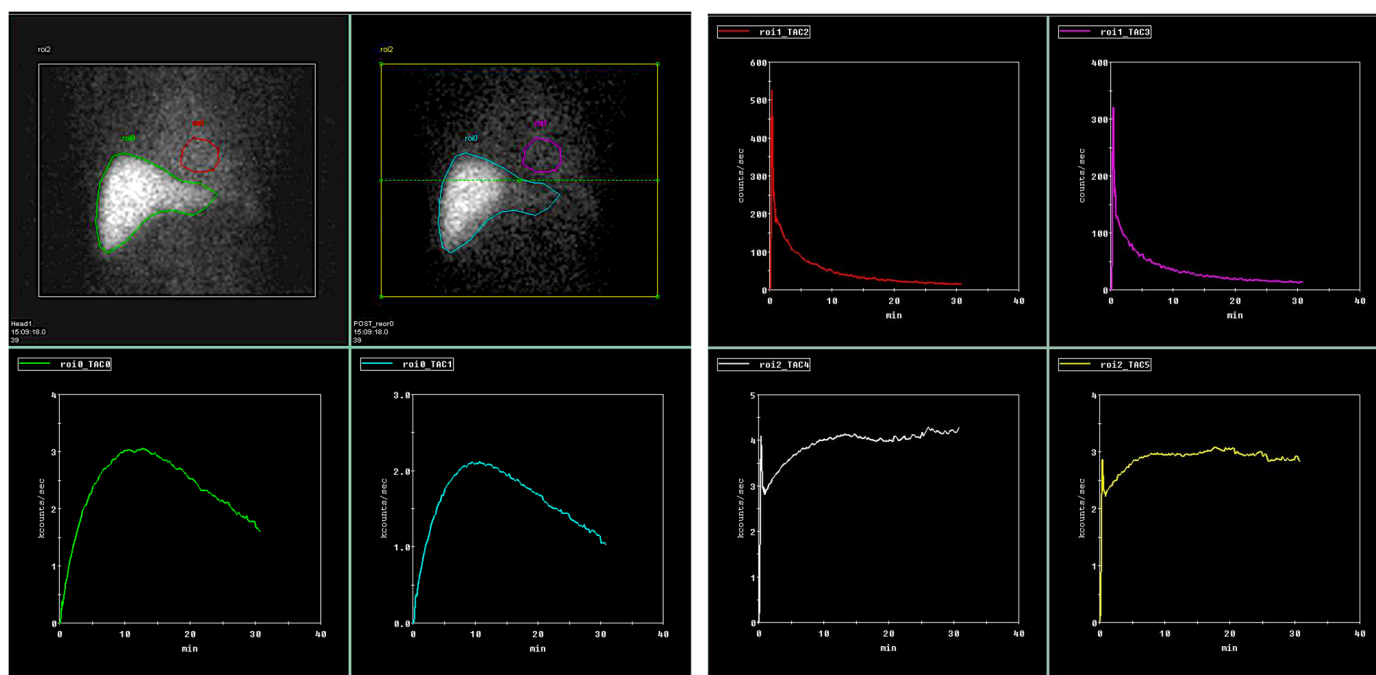 roi2
roi0
roi1
Head1
15:09:18.0
39
roi2
roi0
roi1
POST_reor0
15:09:18.0
39
roi1_TAC2
600
500
400
300
200
100
0
counts/sec
0 10 20 30 40
min
roi1_TAC3
400
300
200
100
0
counts/sec
0 10 20 30 40
min
roi0_TAC0
4
3
2
1
0
kcounts/sec
0 10 20 30 40
min
roi0_TAC1
3.0
2.0
1.0
0.0
kcounts/sec
0 10 20 30 40
min
roi2_TAC4
5
4
3
2
1
0
kcounts/sec
0 10 20 30 40
min
roi2_TAC5
4
3
2
1
0
kcounts/sec
0 10 20 30 40
min